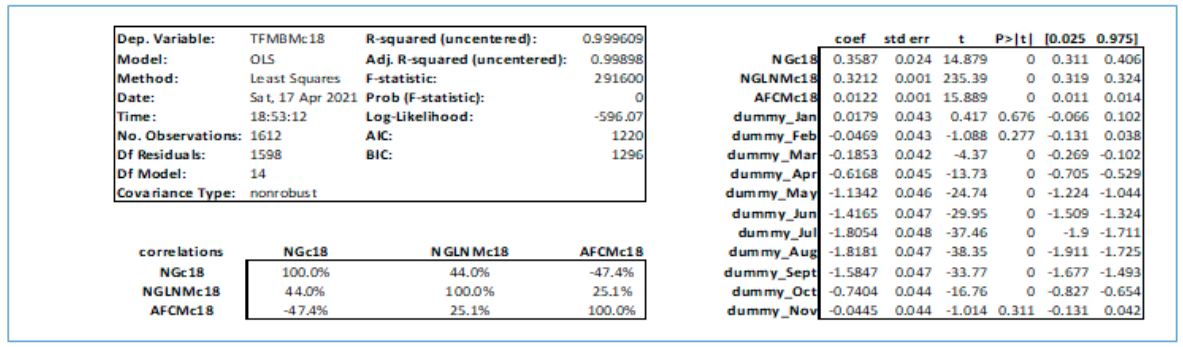 Dep. Variable: TFMBMc18 R-squared (uncentered): 0.999609
Model: OLS Adj. R-squared (uncentered): 0.99898
Method: Least Squares F-statistic: 291600
Date: Sat, 17 Apr 2021 Prob (F-statistic): 0
Time: 18:53:12 Log-Likelihood: -596.07
No. Observations: 1612 AIC: 1220
Df Residuals: 1598 BIC: 1296
Df Model: 14
Covariance Type: nonrobust
correlations NGc18 NGLNMc18 AFCMc18
NGc18 100.0% 44.0% -47.4%
NGLNMc18 44.0% 100.0% 25.1%
AFCMc18 -47.4% 25.1% 100.0%
coef std err t P>|t| [0.025 0.975]
NGc18 0.3587 0.024 14.879 0 0.311 0.406
NGLNMc18 0.3212 0.001 235.39 0 0.319 0.324
AFCMc18 0.0122 0.001 15.889 0 0.011 0.014
dummy_Jan 0.0179 0.043 0.417 0.676 -0.066 0.102
dummy_Feb -0.0469 0.043 -1.088 0.277 -0.131 0.038
dummy_Mar -0.1853 0.042 -4.37 0 -0.269 -0.102
dummy_Apr -0.6168 0.045 -13.73 0 -0.705 -0.529
dummy_May -1.1342 0.046 -24.74 0 -1.224 -1.044
dummy_Jun -1.4165 0.047 -29.95 0 -1.509 -1.324
dummy_Jul -1.8054 0.048 -37.46 0 -1.9 -1.711
dummy_Aug -1.8181 0.047 -38.35 0 -1.911 -1.725
dummy_Sept -1.5847 0.047 -33.77 0 -1.677 -1.493
dummy_Oct -0.7404 0.044 -16.76 0 -0.827 -0.654
dummy_Nov -0.0445 0.044 -1.014 0.311 -0.131 0.042